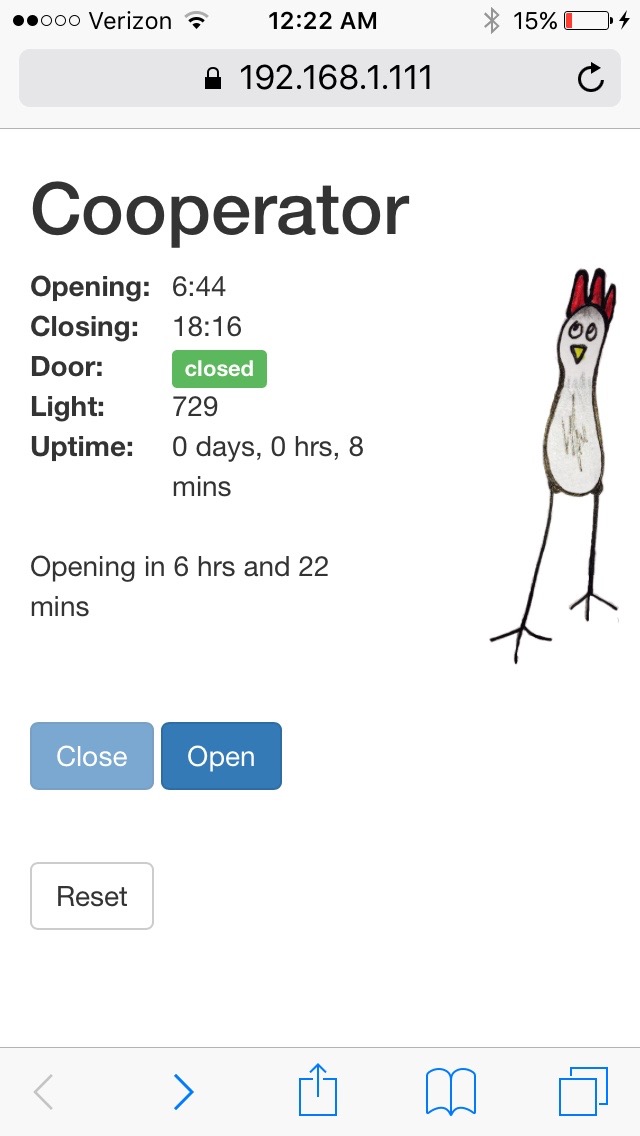 Verizon 12:22 AM 15%
192.168.1.111
Cooperator
Opening: 6:44
Closing: 18:16
Door: closed
Light: 729
Uptime: 0 days, 0 hrs, 8
mins
Opening in 6 hrs and 22
mins
Close Open
Reset